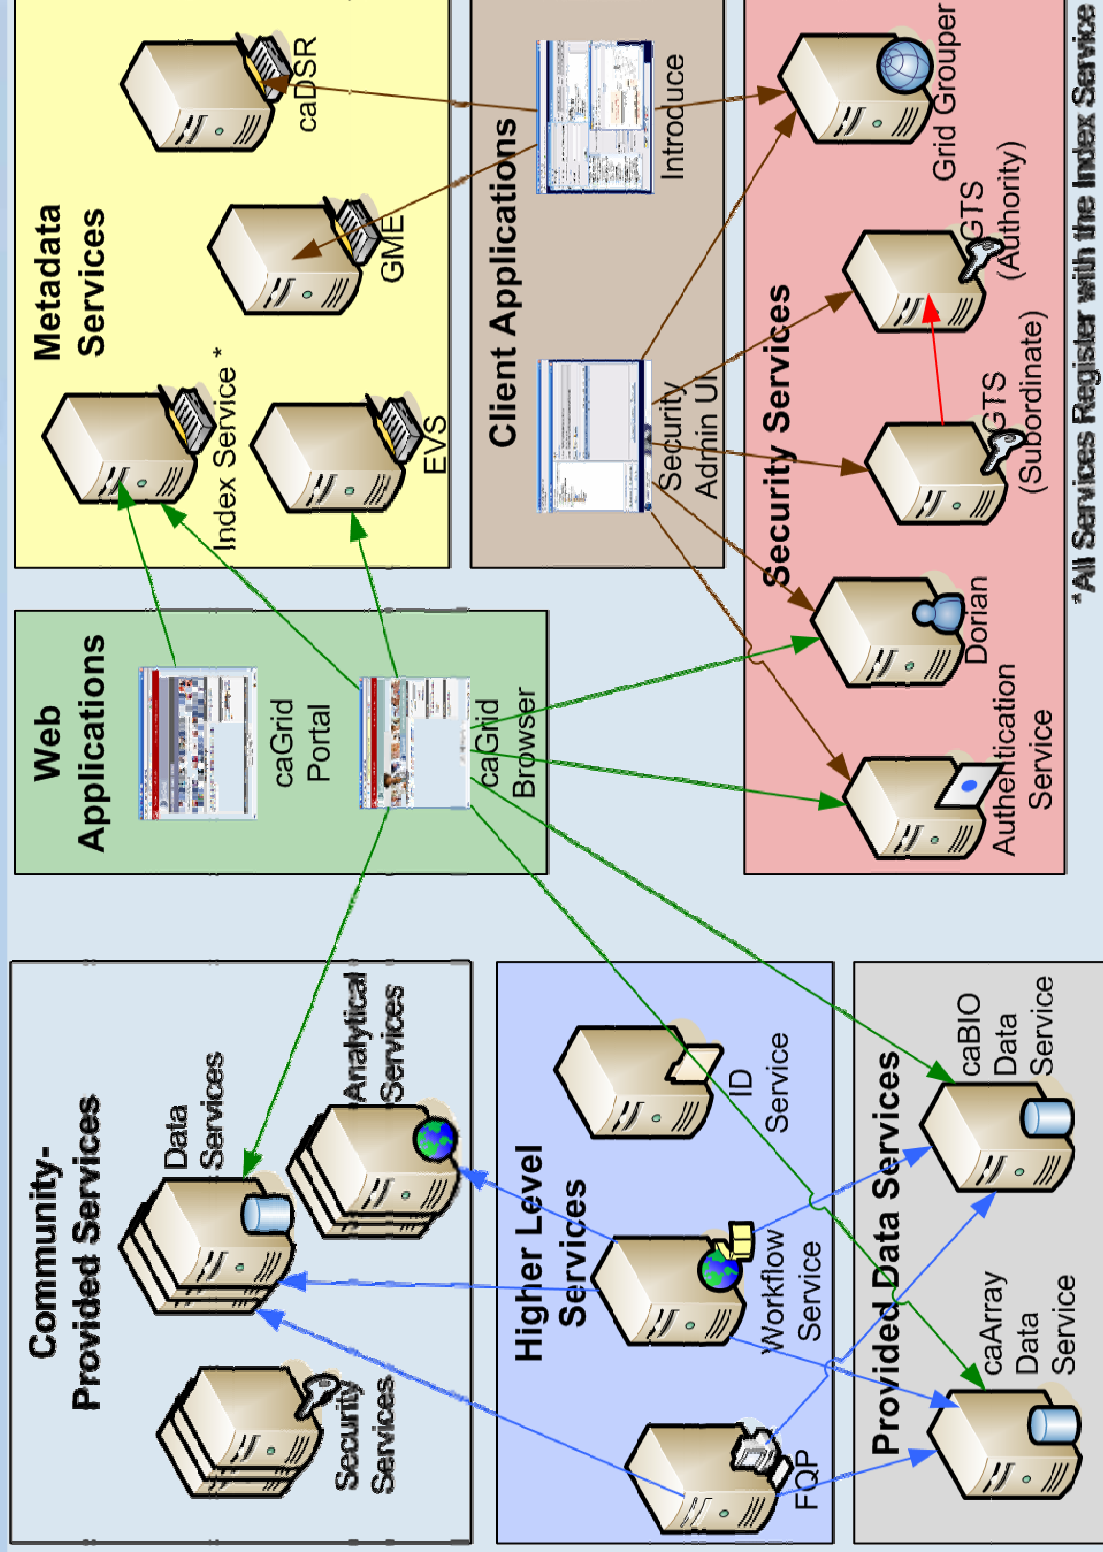 Community-
Provided Services
Security
Services
Data
Services
Analytical
Services
Web
Applications
caGrid
Portal
caGrid
Browser
Metadata
Services
Index Service *
EVS
GME
caDSR
Higher Level
Services
FQP
Workflow
Service
ID
Service
Client Applications
Security
Admin UI
Introduce
Provided Data Services
caArray
Data
Service
caBIO
Data
Service
Security Services
Authentication
Service
Dorian
GTS
(Subordinate)
GTS
(Authority)
Grid Grouper
*All Services Register with the Index Service